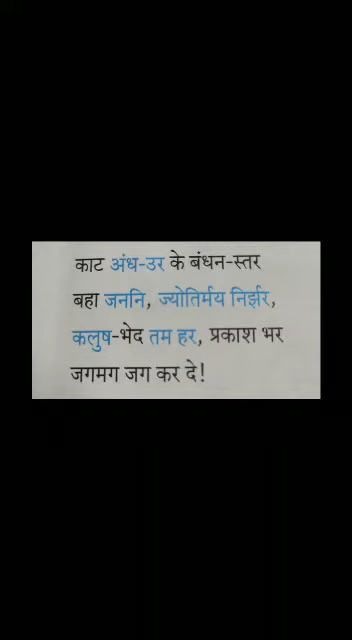 काट अंध-उर के बंधन-स्तर
बहा जननि, ज्योतिर्मय निर्झर,
कलुष-भेद तम हर, प्रकाश भर
जगमग जग कर दे!